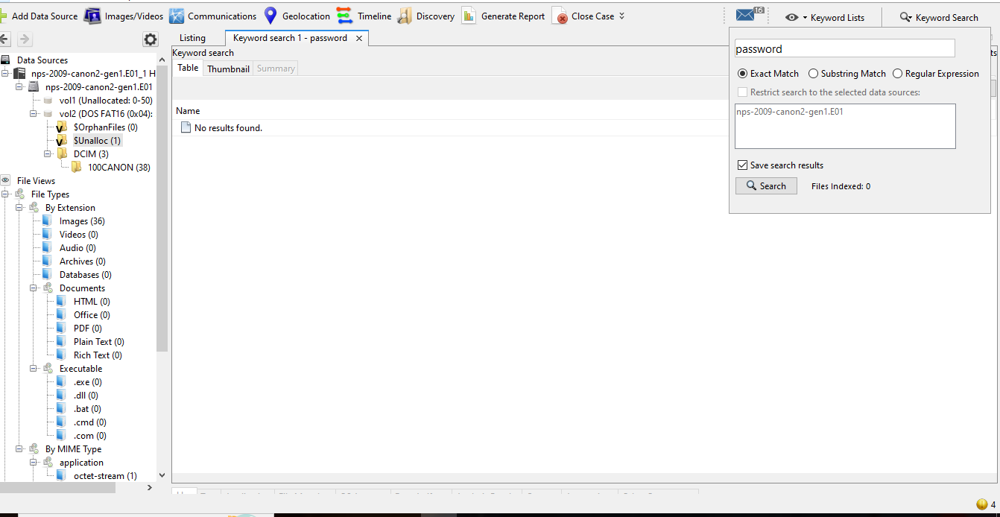 Add Data Source Images/Videos Communications Geolocation Timeline Discovery Generate Report Close Case 16 Keyword Lists Keyword Search
Listing Keyword search 1 - password
Keyword search
Table Thumbnail Summary
Name
No results found.
Data Sources
nps-2009-canon2-gen1.E01_1 H
nps-2009-canon2-gen1.E01
vol1 (Unallocated: 0-50)
vol2 (DOS FAT16 (0x04):
$OrphanFiles (0)
$Unalloc (1)
DCIM (3)
100CANON (38)
File Views
File Types
By Extension
Images (36)
Videos (0)
Audio (0)
Archives (0)
Databases (0)
Documents
HTML (0)
Office (0)
PDF (0)
Plain Text (0)
Rich Text (0)
Executable
.exe (0)
.dll (0)
.bat (0)
.cmd (0)
.com (0)
By MIME Type
application
octet-stream (1)
password
Exact Match Substring Match Regular Expression
Restrict search to the selected data sources:
nps-2009-canon2-gen1.E01
Save search results
Search Files Indexed: 0
ts
4